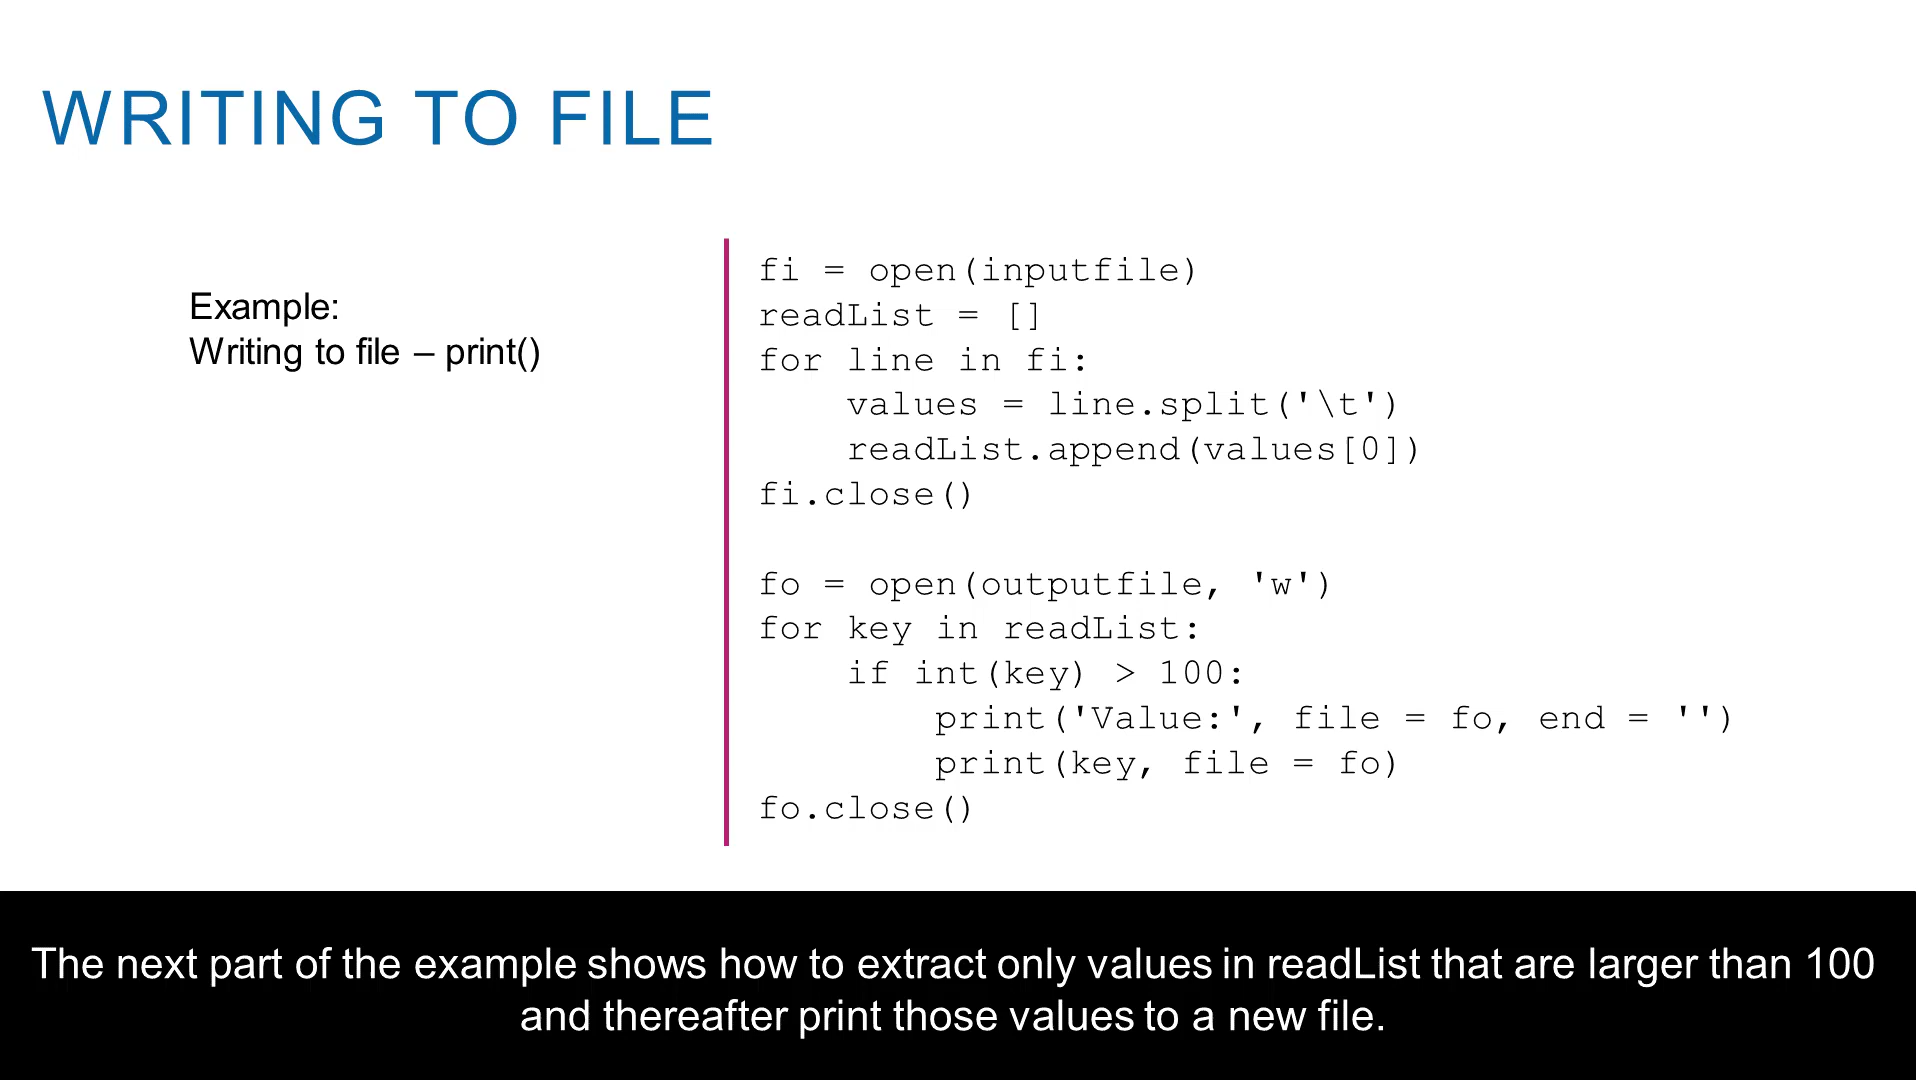 WRITING TO FILE
Example:
Writing to file – print()
fi = open(inputfile)
readList = []
for line in fi:
    values = line.split('\t')
    readList.append(values[0])
fi.close()
fo = open(outputfile, 'w')
for key in readList:
    if int(key) > 100:
        print('Value:', file = fo, end = '')
        print(key, file = fo)
fo.close()
The next part of the example shows how to extract only values in readList that are larger than 100
and thereafter print those values to a new file.